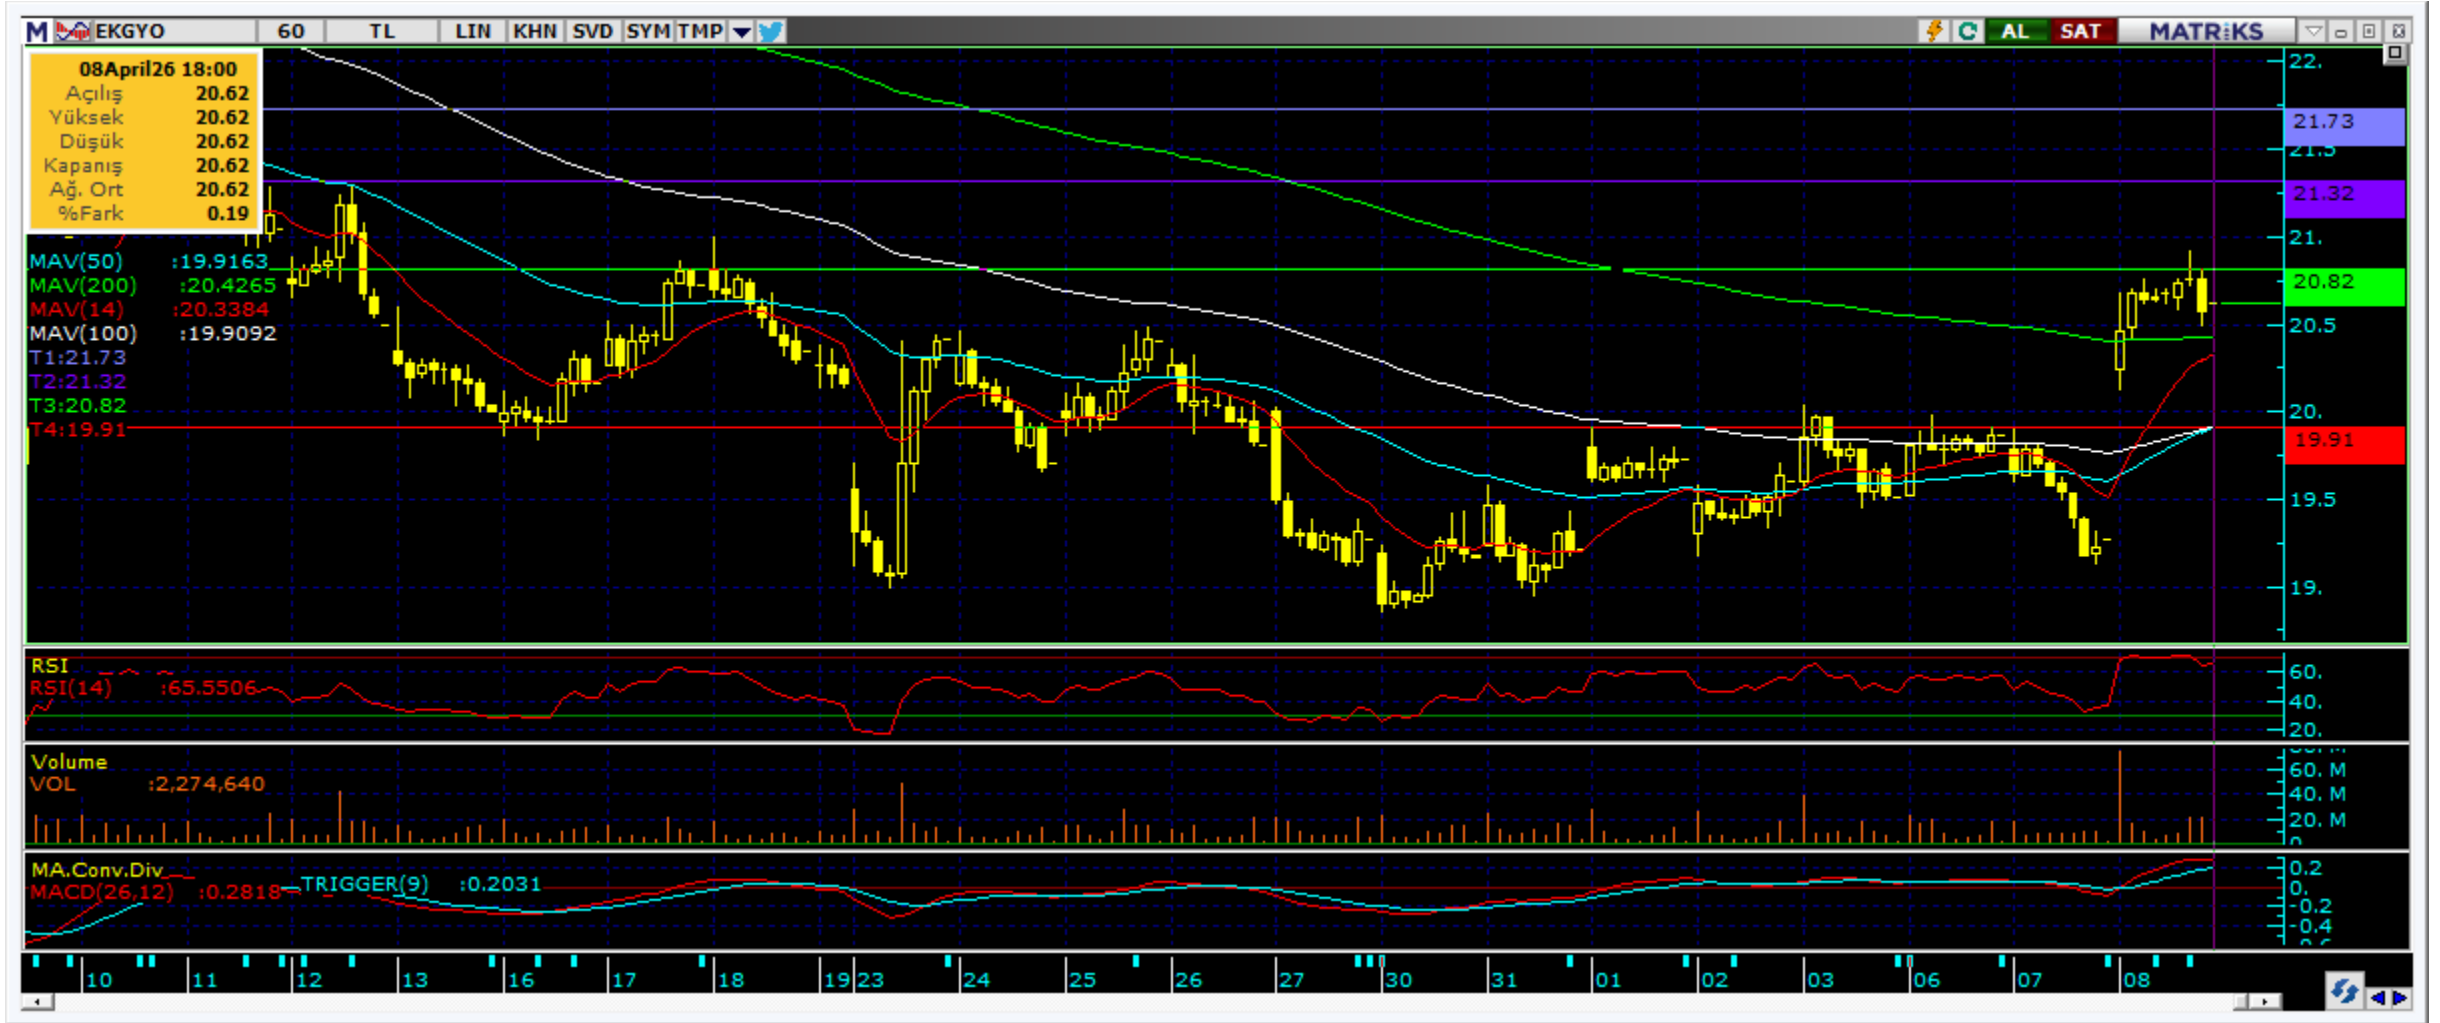 M EKGYO 60 TL LIN KHN SVD SYM TMP AL SAT MATRiKS
08April26 18:00
Açılış 20.62
Yüksek 20.62
Düşük 20.62
Kapanış 20.62
Ağ. Ort 20.62
%Fark 0.19
MAV(50) :19.9163
MAV(200) :20.4265
MAV(14) :20.3384
MAV(100) :19.9092
T1:21.73
T2:21.32
T3:20.82
T4:19.91
22.
21.73
21.5
21.32
21.
20.82
20.5
20.
19.91
19.5
19.
RSI
RSI(14) :65.5506
60.
40.
20.
Volume
VOL :2,274,640
60. M
40. M
20. M
0
MA.Conv.Div
MACD(26,12) :0.2818 TRIGGER(9) :0.2031
0.2
0.
-0.2
-0.4
10 11 12 13 16 17 18 19 23 24 25 26 27 30 31 01 02 03 06 07 08